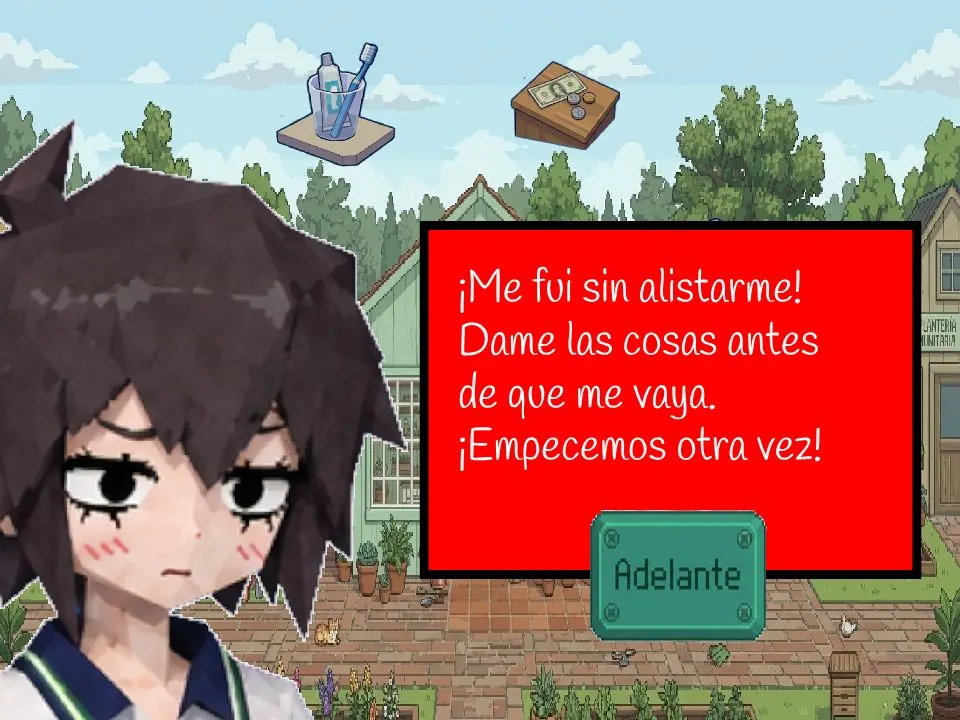 ¡Me fui sin alistarme!
Dame las cosas antes
de que me vaya.
¡Empecemos otra vez!
Adelante